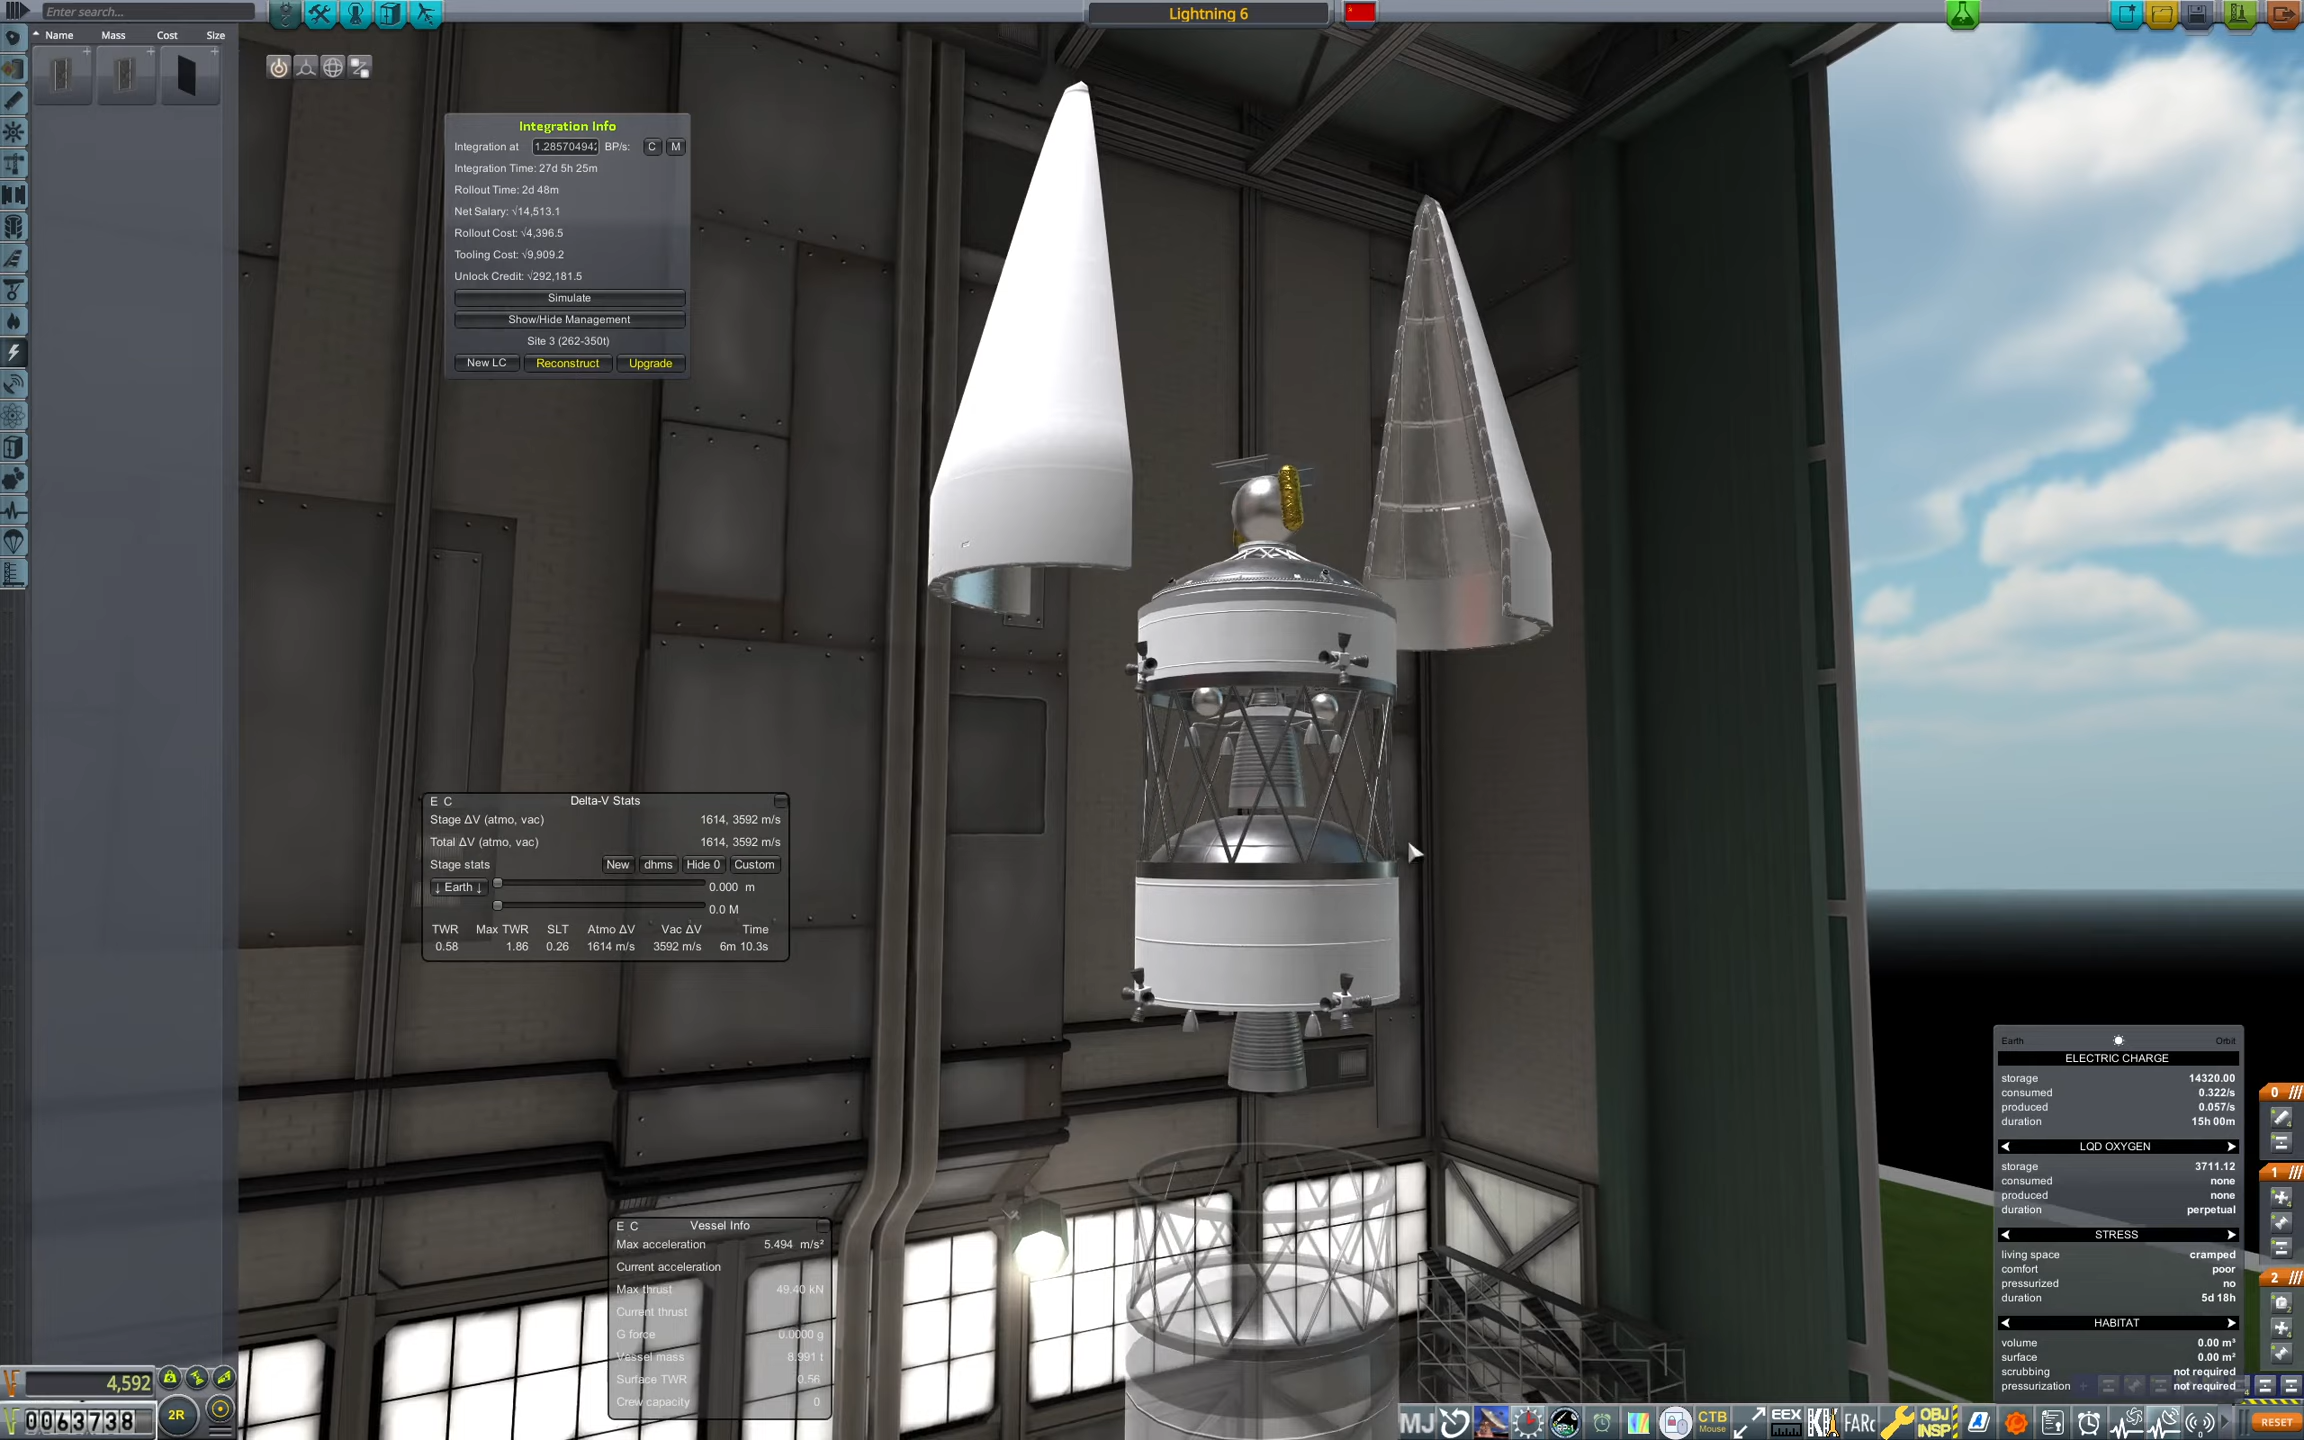 Enter search...
Lightning 6
Name Mass Cost Size
Integration Info
Integration at 1.285704942 BP/s: C M
Integration Time: 27d 5h 25m
Rollout Time: 2d 48m
Net Salary: √14,513.1
Rollout Cost: √4,396.5
Tooling Cost: √9,909.2
Unlock Credit: √292,181.5
Simulate
Show/Hide Management
Site 3 (262-350t)
New LC Reconstruct Upgrade
E C Delta-V Stats
Stage ΔV (atmo, vac) 1614, 3592 m/s
Total ΔV (atmo, vac) 1614, 3592 m/s
Stage stats New dhms Hide 0 Custom
↓ Earth ↓ 0.000 m
0.0 M
TWR Max TWR SLT Atmo ΔV Vac ΔV Time
0.58 1.86 0.26 1614 m/s 3592 m/s 6m 10.3s
E C Vessel Info
Max acceleration 5.494 m/s²
Current acceleration
Max thrust 49.40 kN
Current thrust
G force 0.0000 g
Vessel mass 8.991 t
Surface TWR 0.56
Crew capacity 0
Earth Orbit
ELECTRIC CHARGE
storage 14320.00
consumed 0.322/s
produced 0.057/s
duration 15h 00m
LQD OXYGEN
storage 3711.12
consumed none
produced none
duration perpetual
STRESS
living space cramped
comfort poor
pressurized no
duration 5d 18h
HABITAT
volume 0.00 m³
surface 0.00 m²
scrubbing not required
pressurization not required
0
1
2
4,592
0063738
2R
MJ
CTB
Mouse
EEX
FARc
OBJ
INSP
RESET